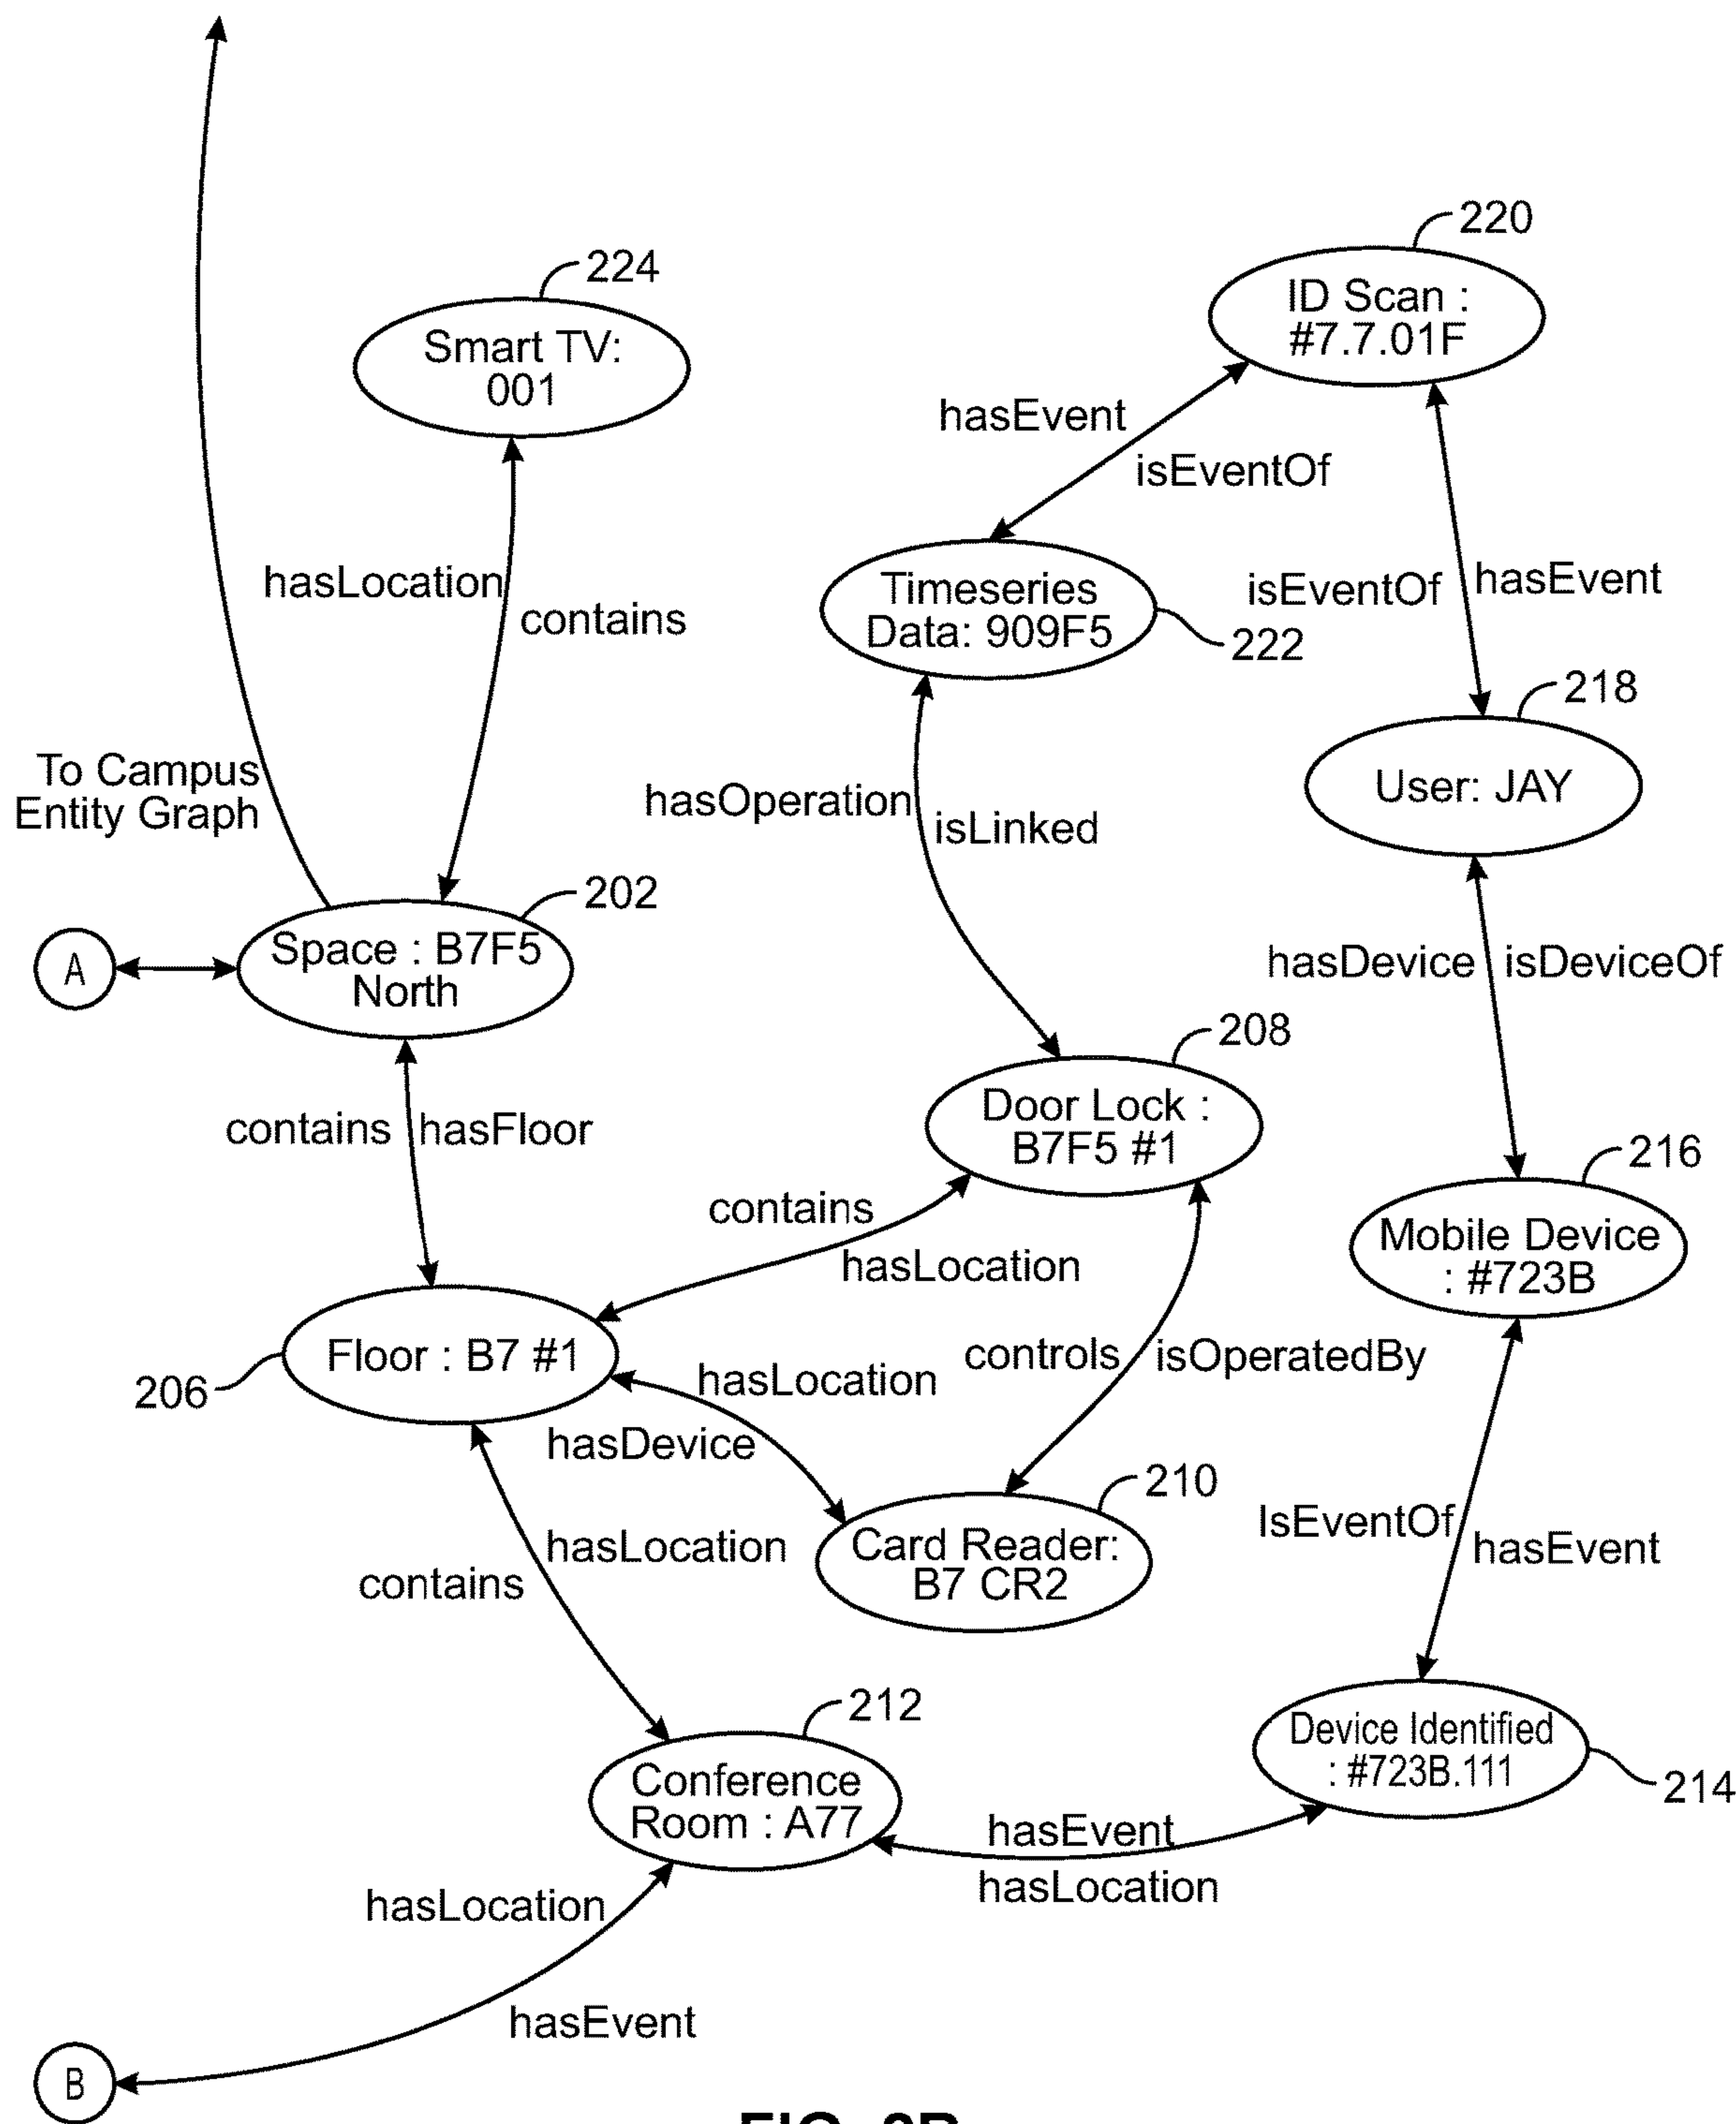 220
ID Scan :
#7.7.01F
224
Smart TV:
001
hasEvent
isEventOf
hasLocation
contains
Timeseries
Data: 909F5
222
isEventOf
hasEvent
218
User: JAY
To Campus
Entity Graph
hasOperation
isLinked
202
Space : B7F5
North
A
hasDevice
isDeviceOf
208
Door Lock :
B7F5 #1
contains
hasFloor
216
Mobile Device
: #723B
contains
hasLocation
Floor : B7 #1
206
controls
isOperatedBy
hasLocation
hasDevice
210
Card Reader:
B7 CR2
IsEventOf
hasEvent
hasLocation
contains
212
Conference
Room : A77
Device Identified
: #723B.111
214
hasEvent
hasLocation
hasLocation
hasEvent
B